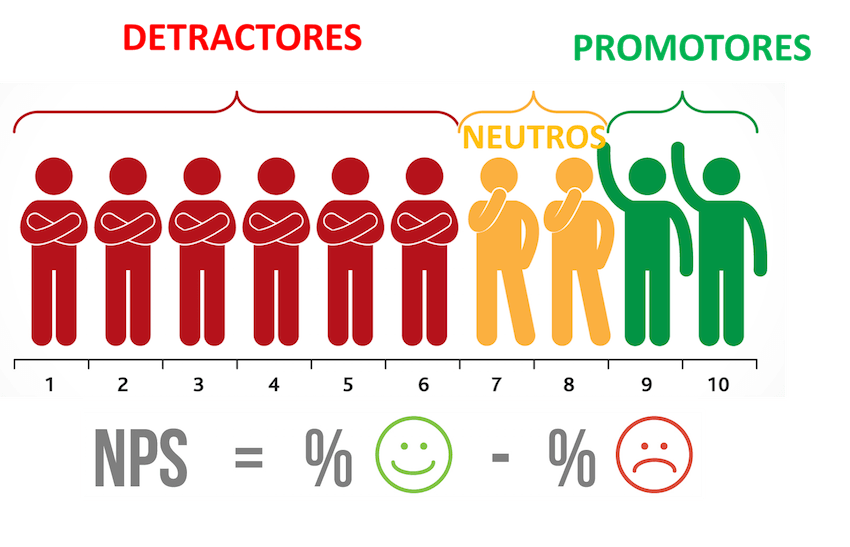 DETRACTORES
PROMOTORES
NEUTROS
1 2 3 4 5 6 7 8 9 10
NPS = % - %